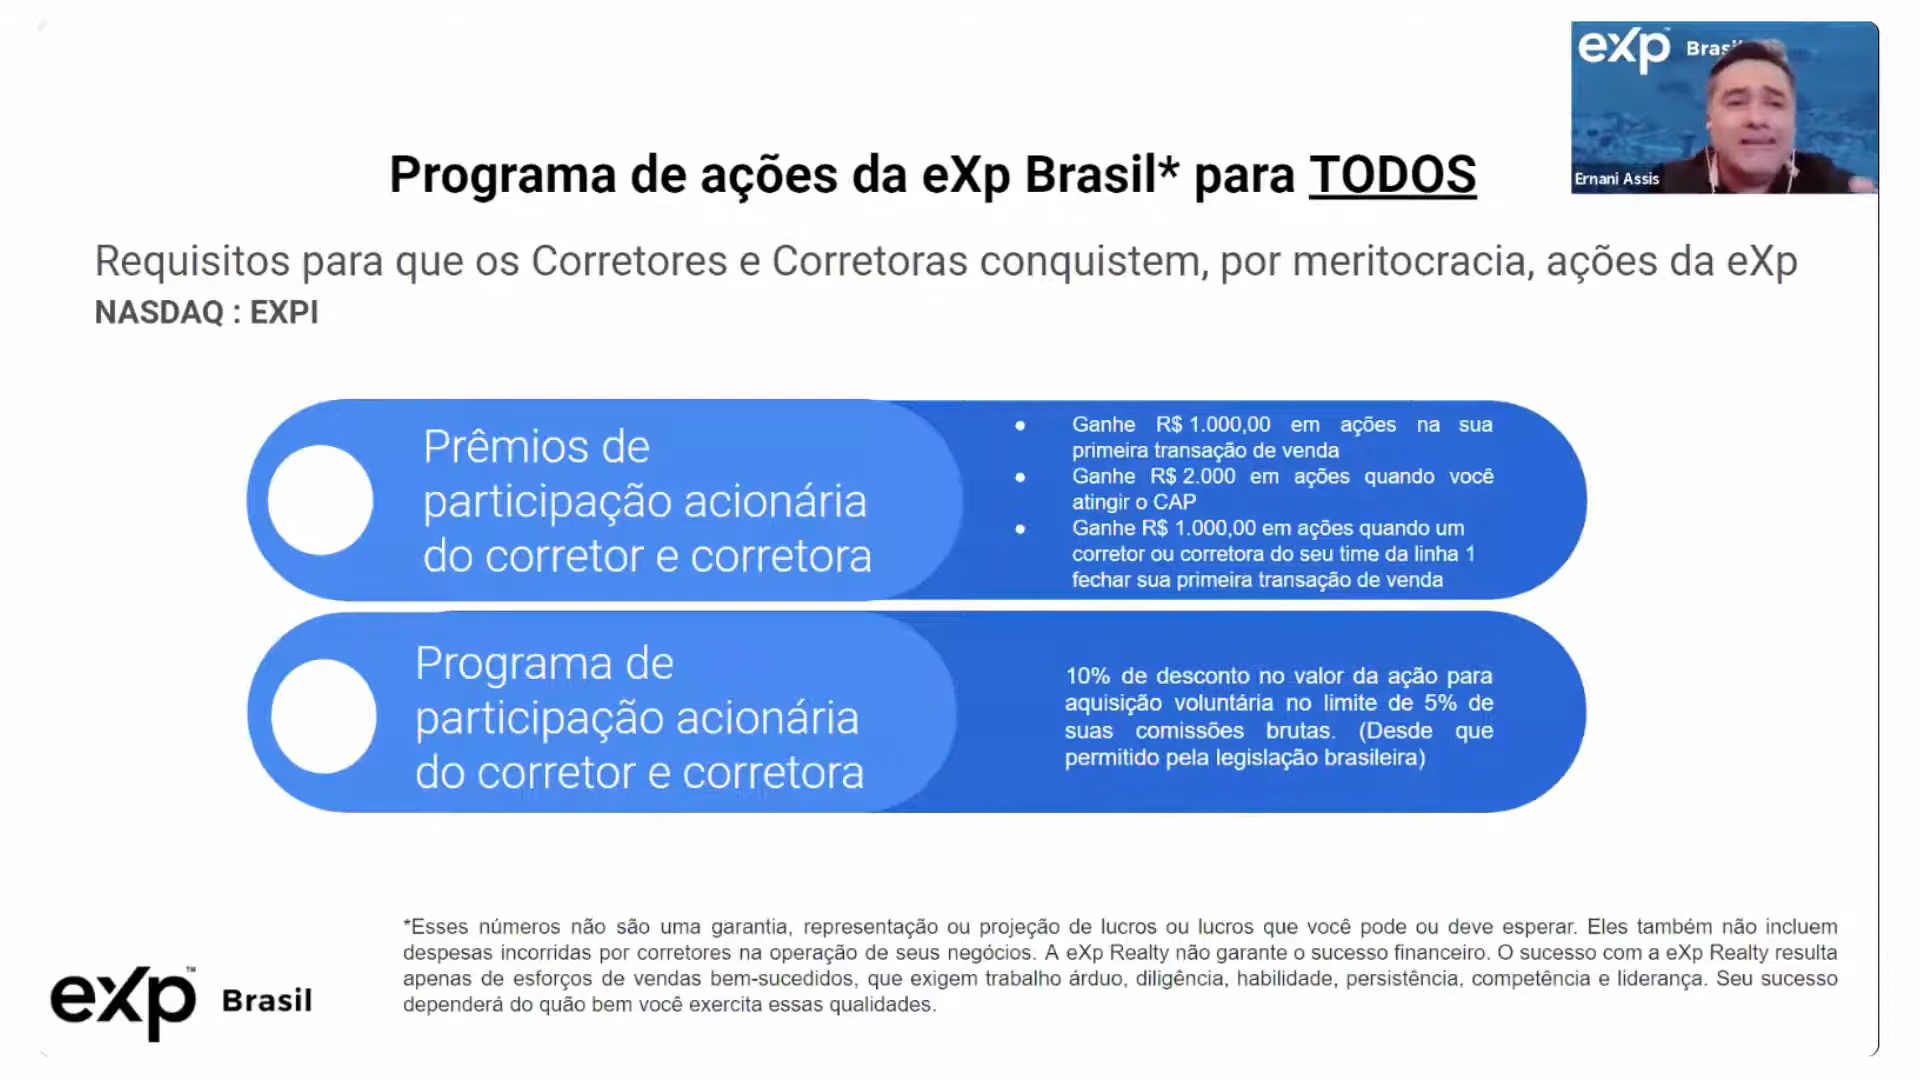 eXp Brasil
Ernani Assis
Programa de ações da eXp Brasil* para TODOS
Requisitos para que os Corretores e Corretoras conquistem, por meritocracia, ações da eXp
NASDAQ : EXPI
Prêmios de
participação acionária
do corretor e corretora
• Ganhe R$ 1.000,00 em ações na sua
primeira transação de venda
• Ganhe R$ 2.000 em ações quando você
atingir o CAP
• Ganhe R$ 1.000,00 em ações quando um
corretor ou corretora do seu time da linha 1
fechar sua primeira transação de venda
Programa de
participação acionária
do corretor e corretora
10% de desconto no valor da ação para
aquisição voluntária no limite de 5% de
suas comissões brutas. (Desde que
permitido pela legislação brasileira)
*Esses números não são uma garantia, representação ou projeção de lucros ou lucros que você pode ou deve esperar. Eles também não incluem
despesas incorridas por corretores na operação de seus negócios. A eXp Realty não garante o sucesso financeiro. O sucesso com a eXp Realty resulta
apenas de esforços de vendas bem-sucedidos, que exigem trabalho árduo, diligência, habilidade, persistência, competência e liderança. Seu sucesso
dependerá do quão bem você exercita essas qualidades.
eXp™ Brasil